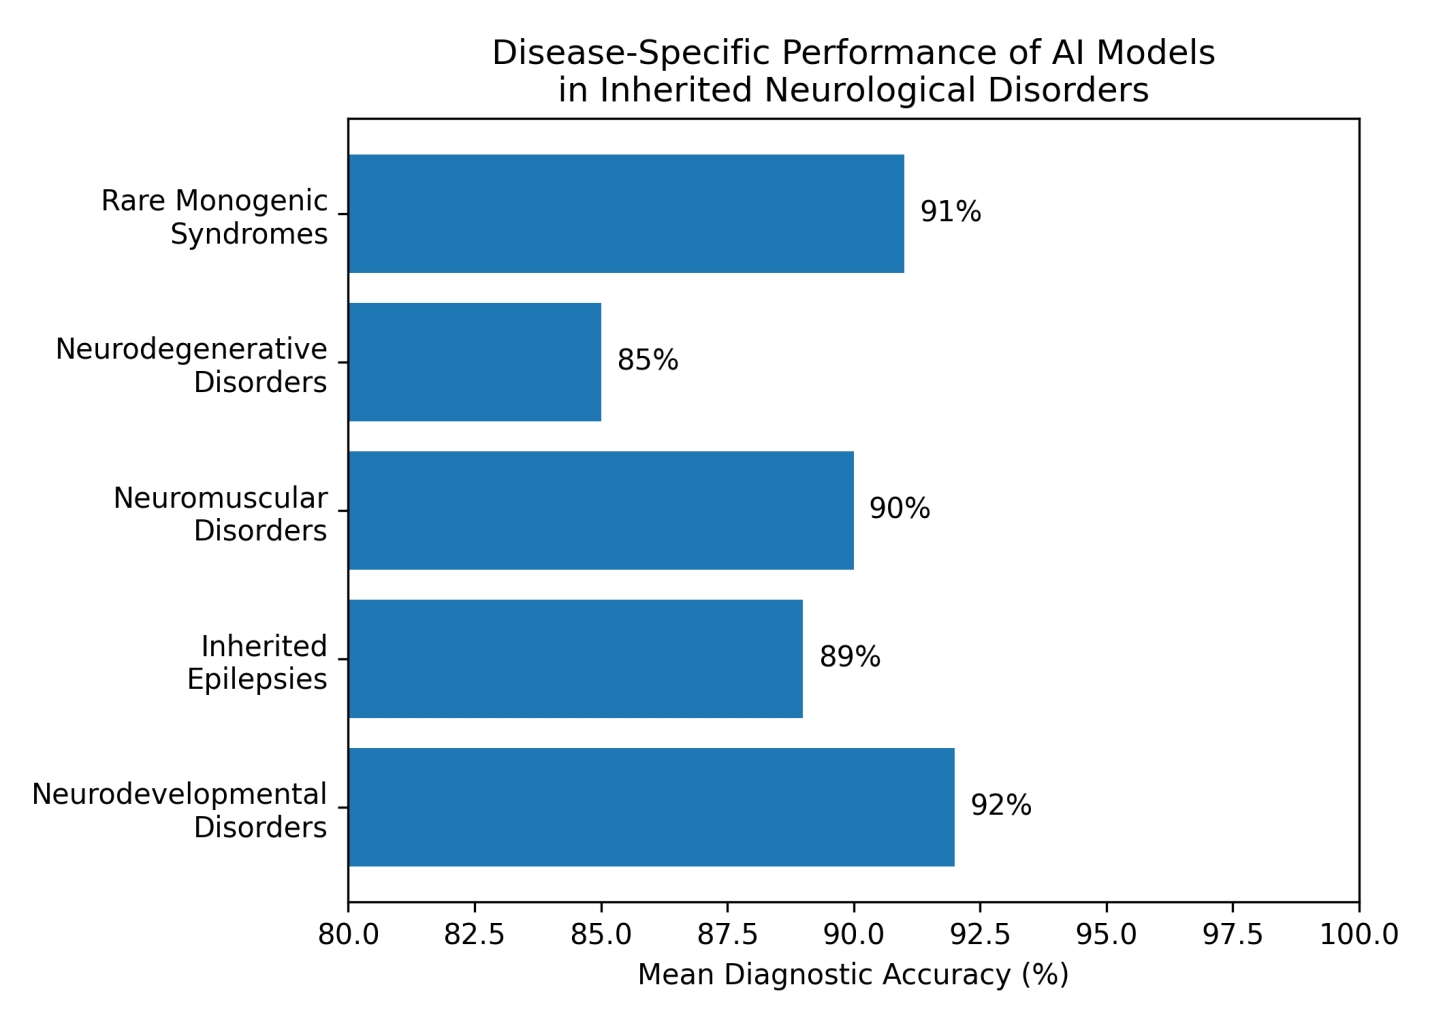 Disease-Specific Performance of AI Models
in Inherited Neurological Disorders
Rare Monogenic
Syndromes
91%
Neurodegenerative
Disorders
85%
Neuromuscular
Disorders
90%
Inherited
Epilepsies
89%
Neurodevelopmental
Disorders
92%
80.0 82.5 85.0 87.5 90.0 92.5 95.0 97.5 100.0
Mean Diagnostic Accuracy (%)